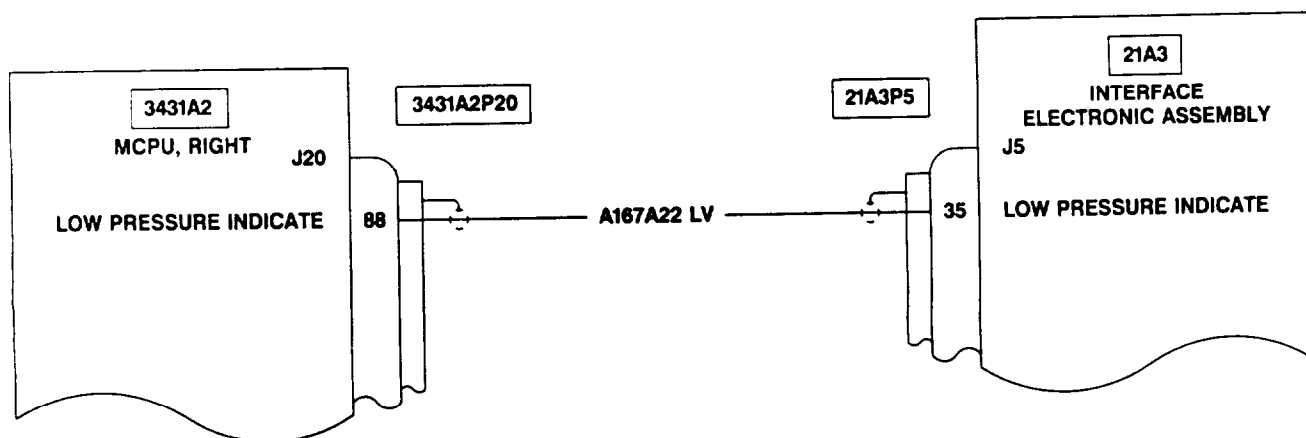 3431A2
MCPU, RIGHT
J20
LOW PRESSURE INDICATE
88
3431A2P20
A167A22 LV
21A3P5
21A3
INTERFACE
ELECTRONIC ASSEMBLY
J5
35
LOW PRESSURE INDICATE